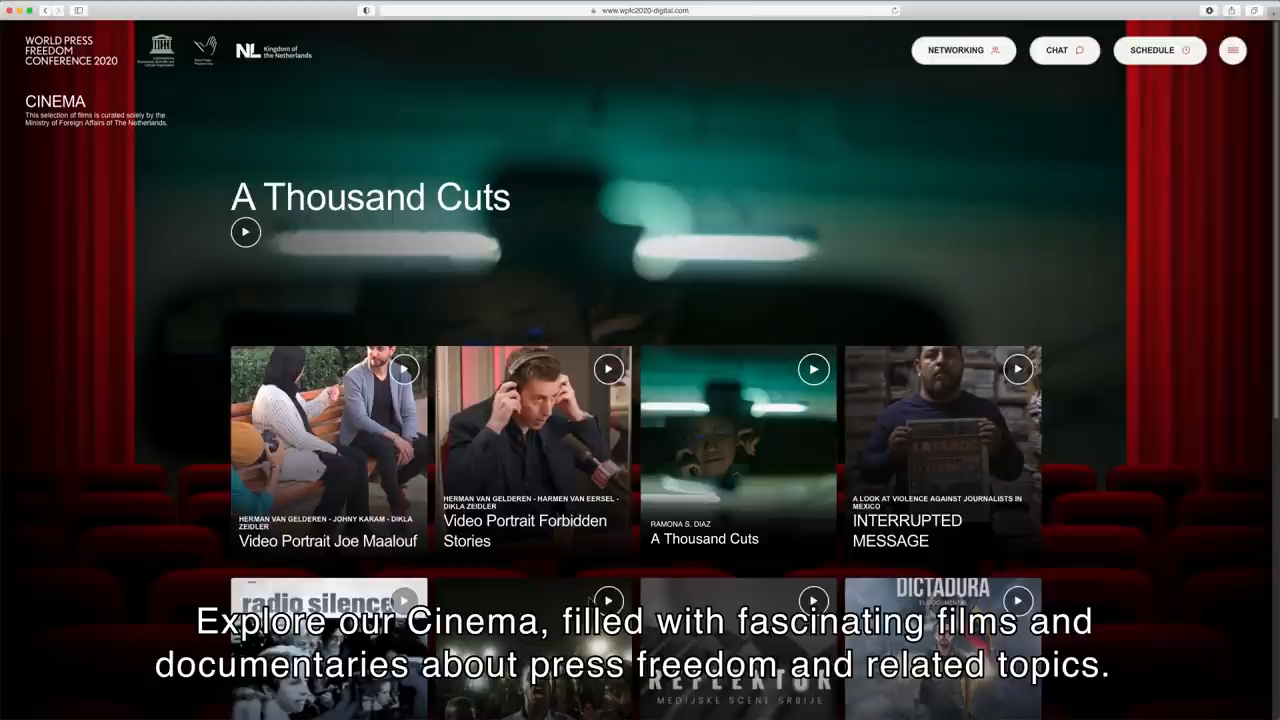 www.wpfc2020-digital.com
WORLD PRESS
FREEDOM
CONFERENCE 2020
NL Kingdom of
the Netherlands
NETWORKING
CHAT
SCHEDULE
CINEMA
This selection of films is curated solely by the
Ministry of Foreign Affairs of The Netherlands.
A Thousand Cuts
HERMAN VAN GELDEREN - JOHNY KARAM - DIKLA
ZEIDLER
Video Portrait Joe Maalouf
HERMAN VAN GELDEREN - HARMEN VAN EERSEL -
DIKLA ZEIDLER
Video Portrait Forbidden
Stories
RAMONA S. DIAZ
A Thousand Cuts
A LOOK AT VIOLENCE AGAINST JOURNALISTS IN
MEXICO
INTERRUPTED
MESSAGE
radio silence
DICTADURA
EL DOCUMENTAL
REFLEKTOR
MEDIJSKE SCENE SRBIJE
Explore our Cinema, filled with fascinating films and
documentaries about press freedom and related topics.